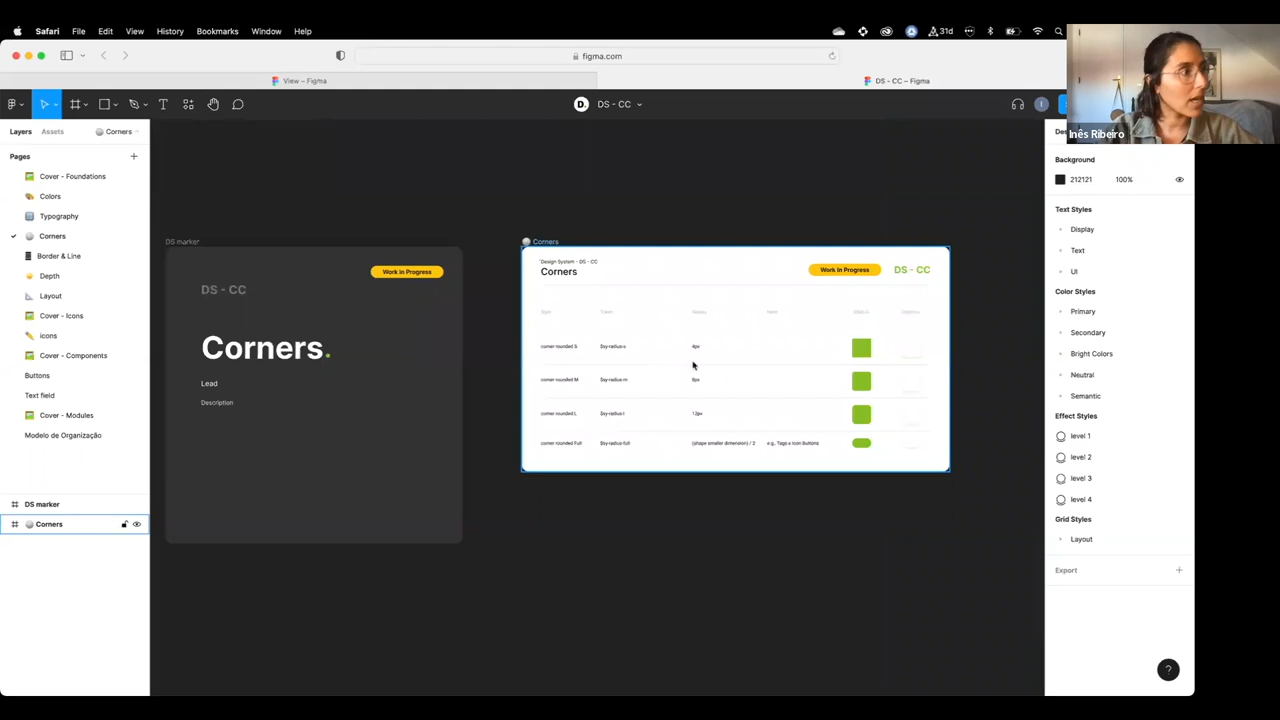 Safari File Edit View History Bookmarks Window Help
31d
figma.com
View – Figma
DS - CC – Figma
D. DS - CC
Inês Ribeiro
Layers Assets Corners
Pages
Cover - Foundations
Colors
Typography
Corners
Border & Line
Depth
Layout
Cover - Icons
icons
Cover - Components
Buttons
Text field
Cover - Modules
Modelo de Organização
DS marker
Corners
DS marker
Work in Progress
DS - CC
Corners.
Lead
Description
Corners
Design System - DS - CC
Corners
Work in Progress
DS - CC
Style Token
corner rounded S $sy-radius-s 4px
corner rounded M $sy-radius-m 8px
corner rounded L $sy-radius-l 12px
corner rounded Full $sy-radius-full (shape smaller dimension) / 2 e.g., Tags e Icon Buttons
Background
212121 100%
Text Styles
Display
Text
UI
Color Styles
Primary
Secondary
Bright Colors
Neutral
Semantic
Effect Styles
level 1
level 2
level 3
level 4
Grid Styles
Layout
Export
?